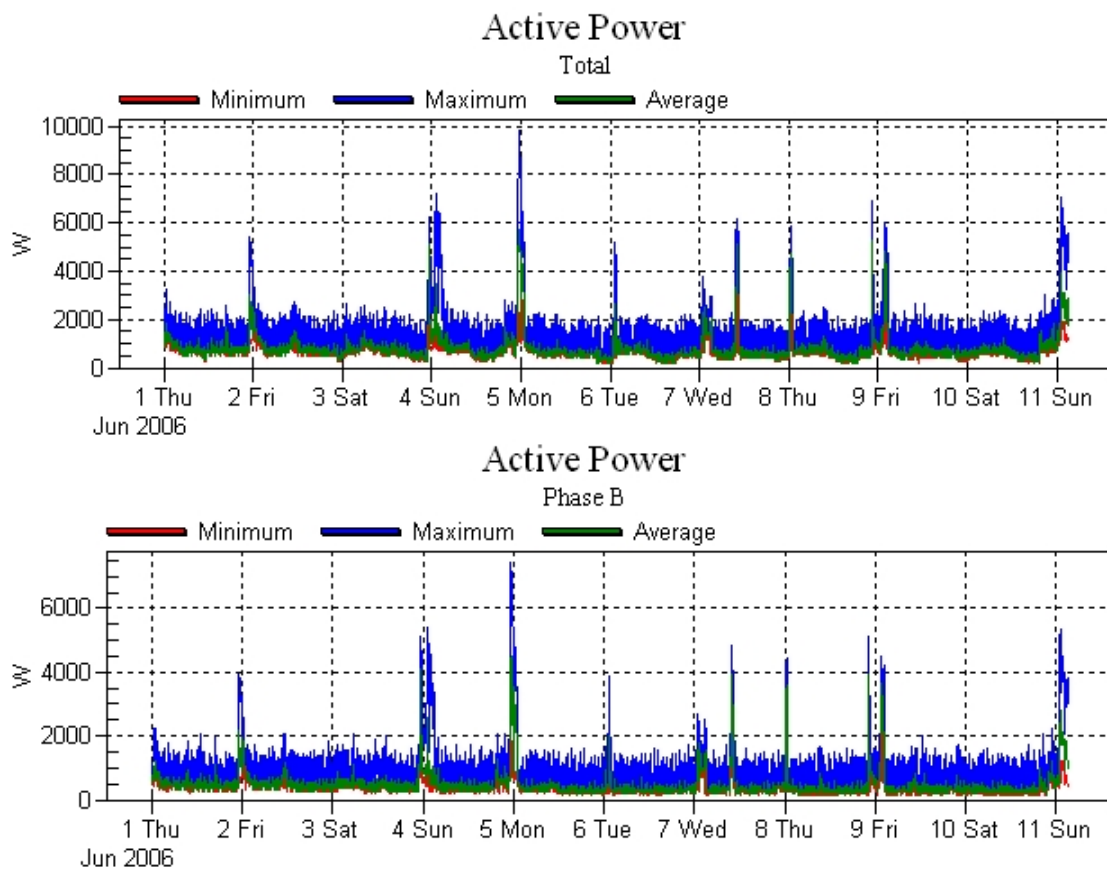 Active Power
Total
Minimum Maximum Average
10000
8000
6000
4000
2000
0
W
1 Thu 2 Fri 3 Sat 4 Sun 5 Mon 6 Tue 7 Wed 8 Thu 9 Fri 10 Sat 11 Sun
Jun 2006
Active Power
Phase B
Minimum Maximum Average
6000
4000
2000
0
W
1 Thu 2 Fri 3 Sat 4 Sun 5 Mon 6 Tue 7 Wed 8 Thu 9 Fri 10 Sat 11 Sun
Jun 2006